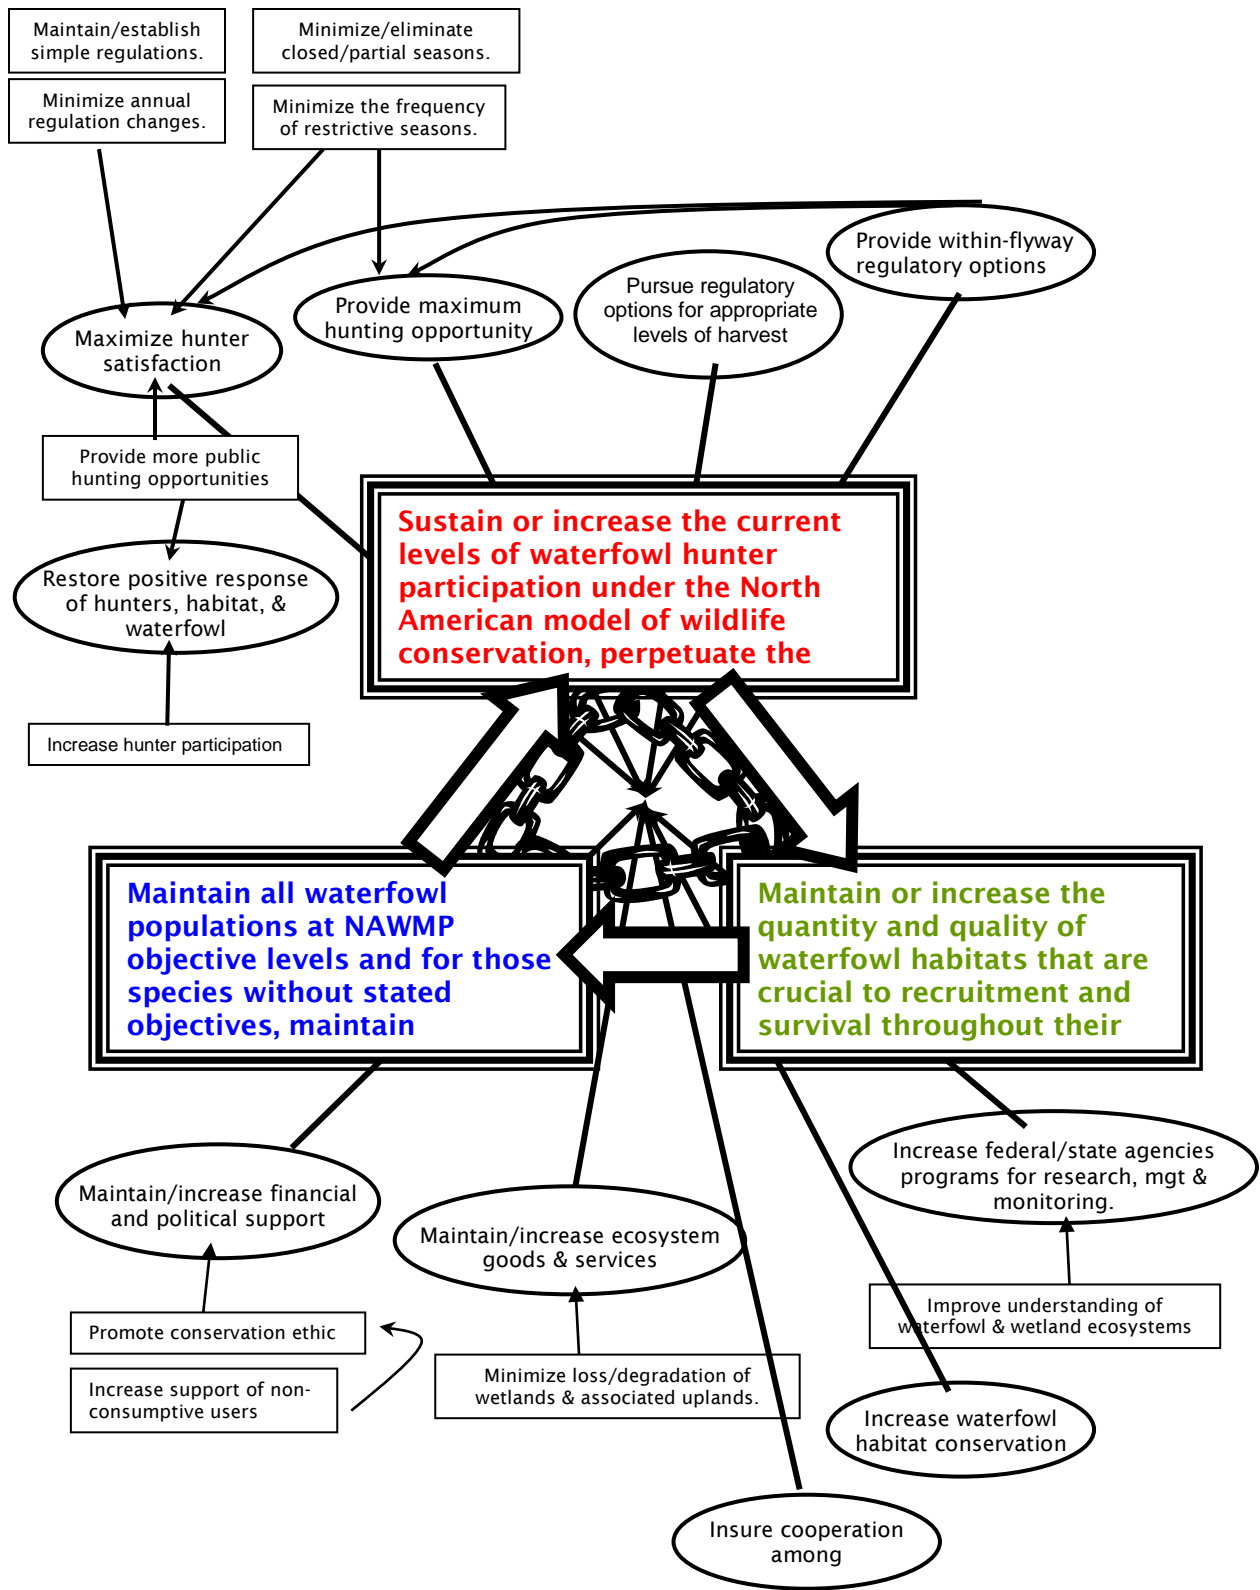 Maintain/establish
simple regulations.
Minimize/eliminate
closed/partial seasons.
Minimize annual
regulation changes.
Minimize the frequency
of restrictive seasons.
Provide within-flyway
regulatory options
Pursue regulatory
options for appropriate
levels of harvest
Provide maximum
hunting opportunity
Maximize hunter
satisfaction
Provide more public
hunting opportunities
Restore positive response
of hunters, habitat, &
waterfowl
Increase hunter participation
Sustain or increase the current
levels of waterfowl hunter
participation under the North
American model of wildlife
conservation, perpetuate the
Maintain all waterfowl
populations at NAWMP
objective levels and for those
species without stated
objectives, maintain
Maintain or increase the
quantity and quality of
waterfowl habitats that are
crucial to recruitment and
survival throughout their
Maintain/increase financial
and political support
Maintain/increase ecosystem
goods & services
Increase federal/state agencies
programs for research, mgt &
monitoring.
Promote conservation ethic
Increase support of non-
consumptive users
Minimize loss/degradation of
wetlands & associated uplands.
Improve understanding of
waterfowl & wetland ecosystems
Increase waterfowl
habitat conservation
Insure cooperation
among